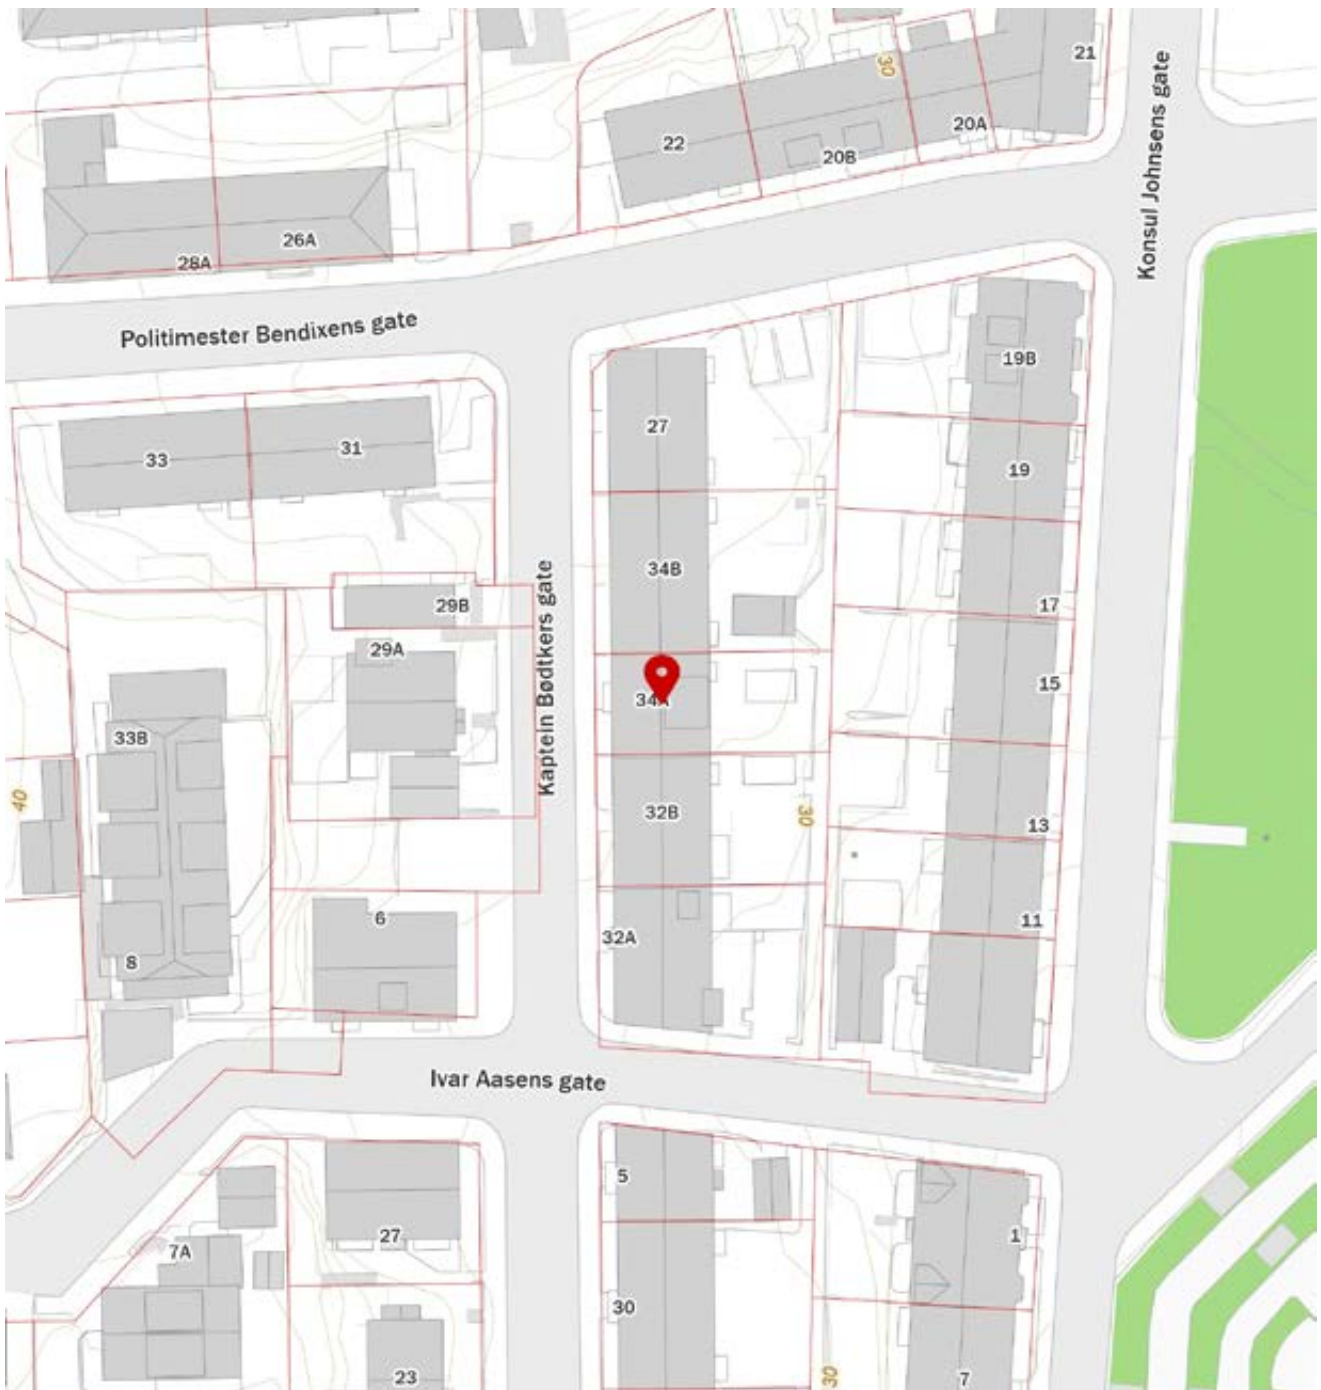 21
30
20A
22
20B
Konsul Johnsens gate
26A
28A
Politimester Bendixens gate
19B
27
33
31
19
34B
Kaptein Bødtkers gate
29B
17
29A
15
34A
33B
40
32B
30
13
6
11
32A
8
Ivar Aasens gate
5
27
7A
1
30
23
30
7